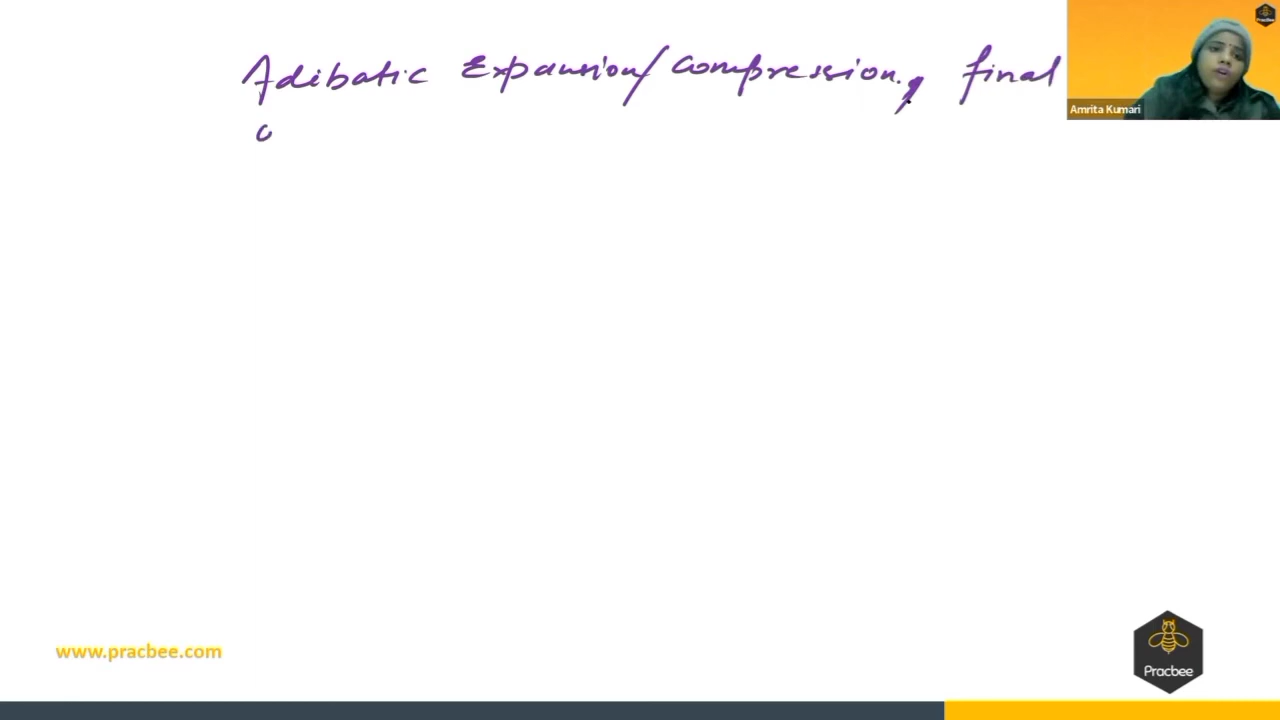 Adibatic Expansion/Compression, final
Amrita Kumari
www.pracbee.com
Pracbee